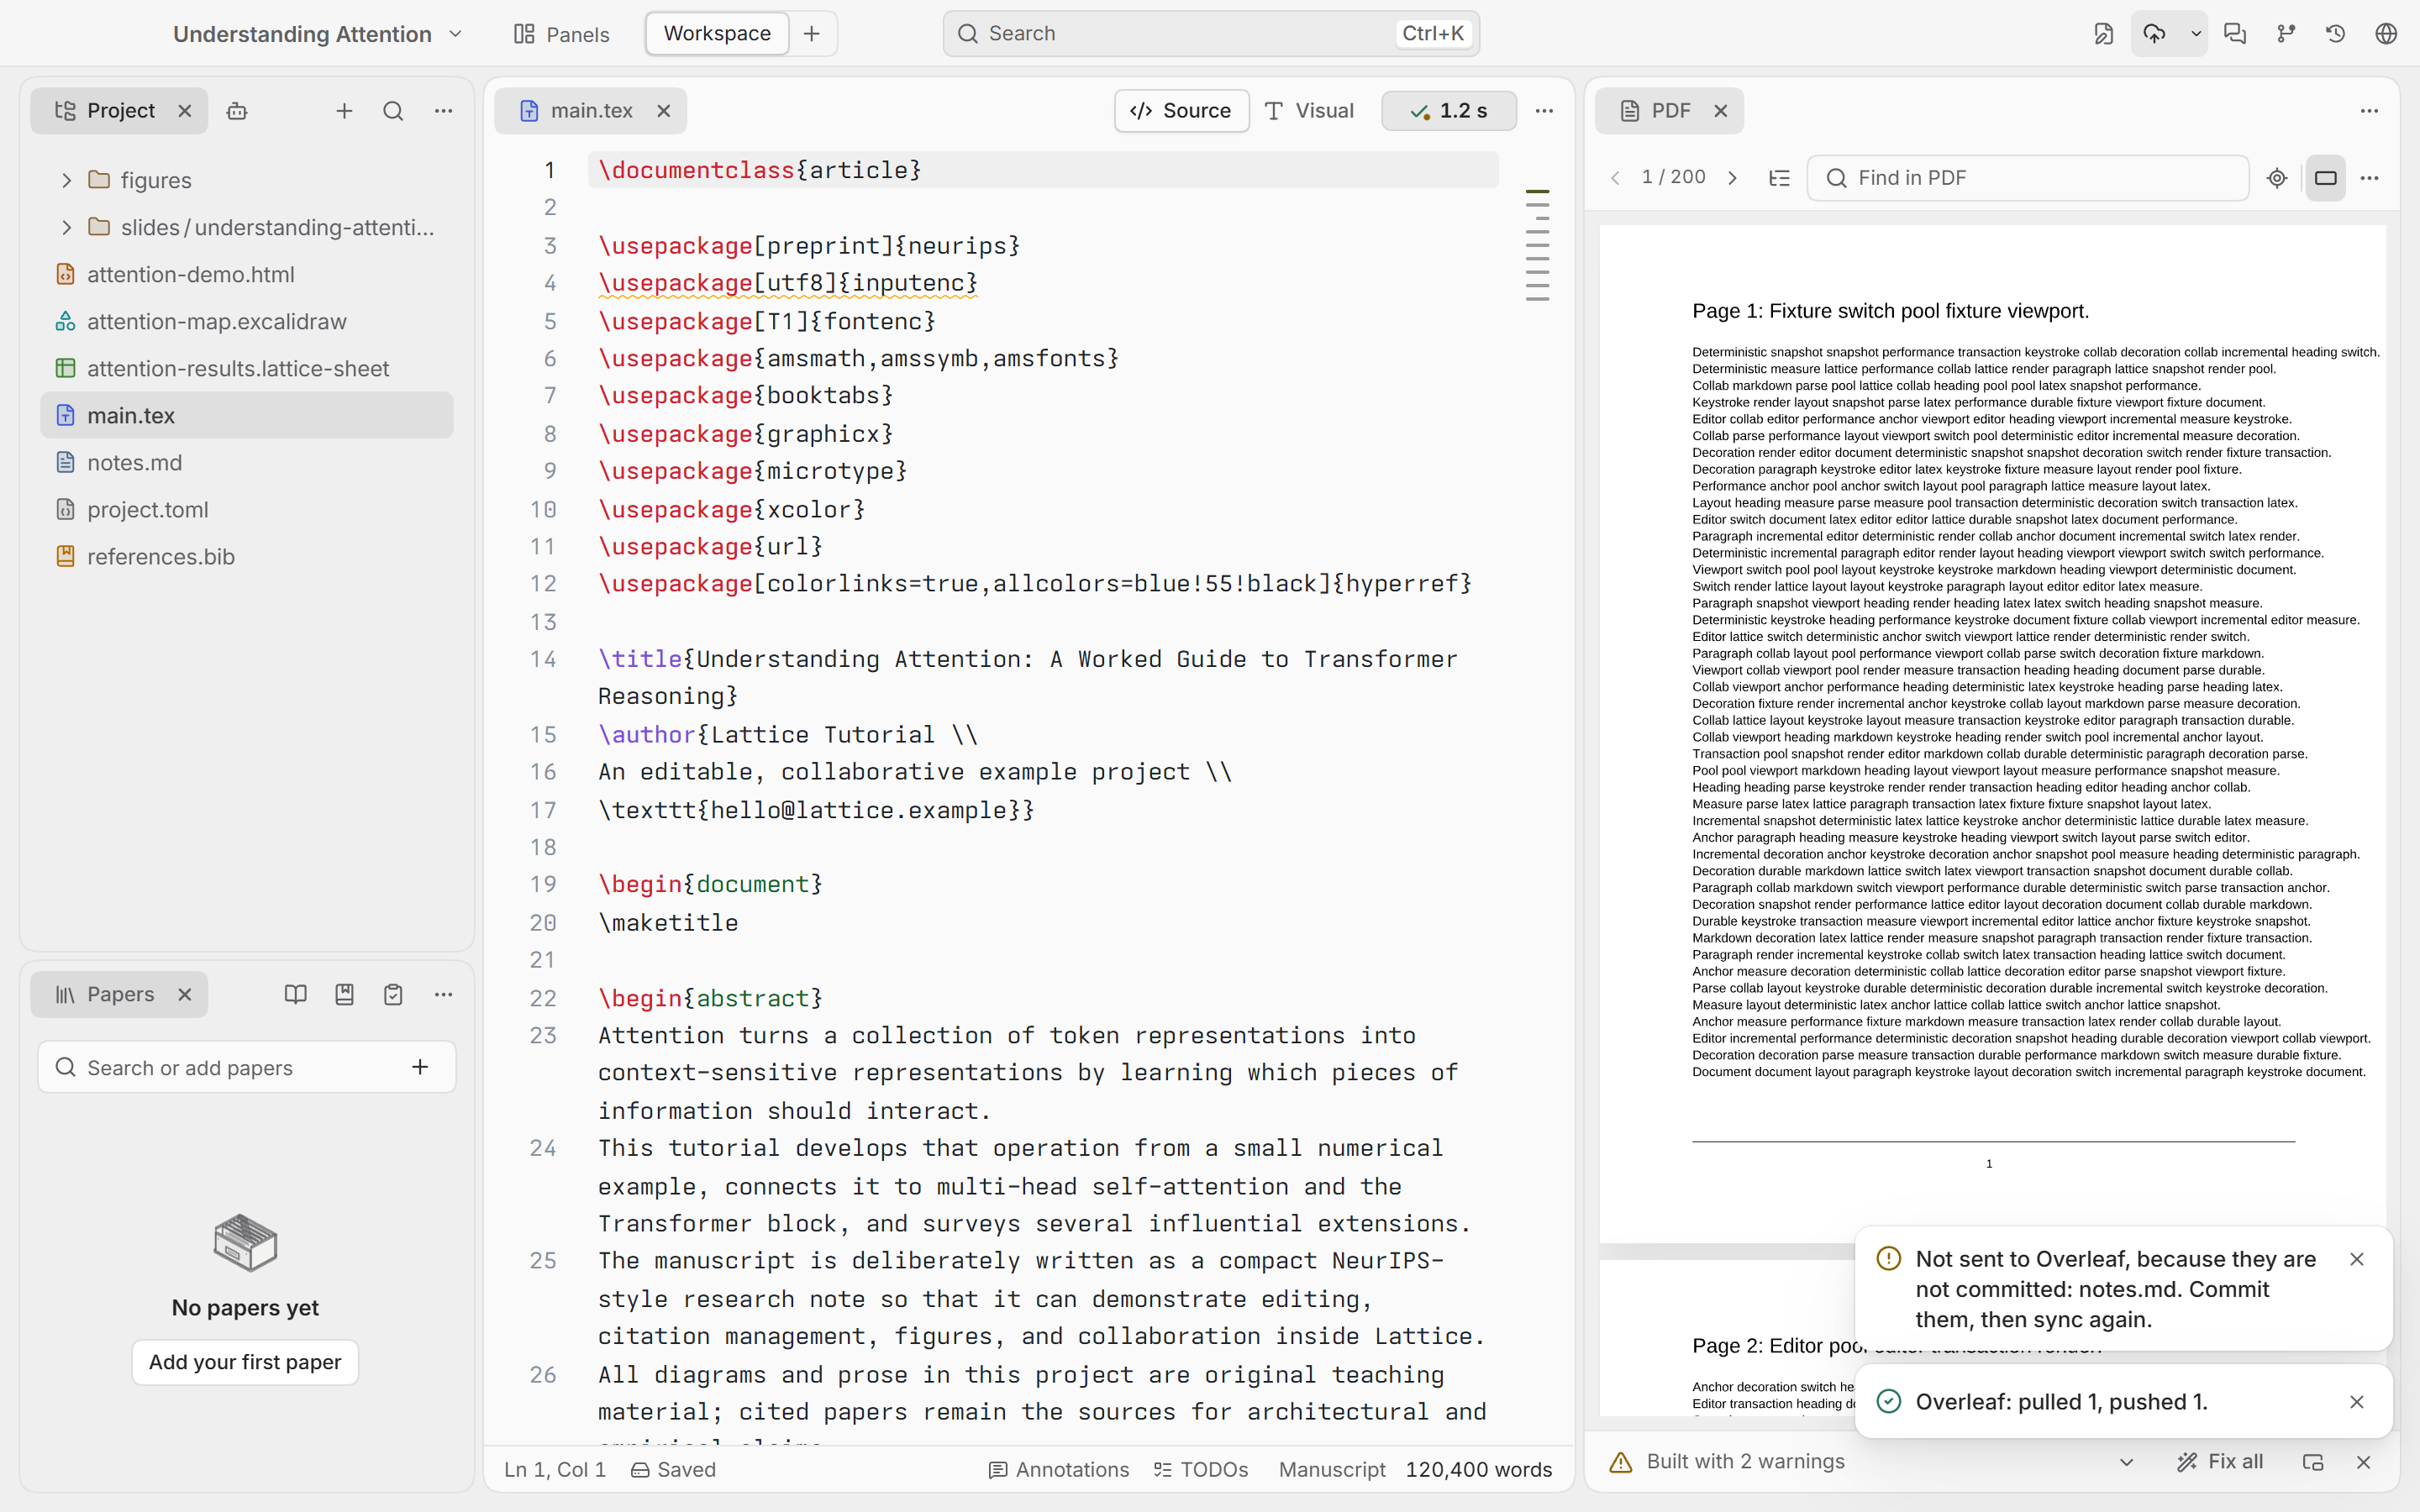 Understanding Attention
Panels
Workspace
Search
Ctrl+K
Project
figures
slides / understanding-attenti...
attention-demo.html
attention-map.excalidraw
attention-results.lattice-sheet
main.tex
notes.md
project.toml
references.bib
Papers
Search or add papers
No papers yet
Add your first paper
main.tex
Source
Visual
1.2 s
1 \documentclass{article}
2
3 \usepackage[preprint]{neurips}
4 \usepackage[utf8]{inputenc}
5 \usepackage[T1]{fontenc}
6 \usepackage{amsmath,amssymb,amsfonts}
7 \usepackage{booktabs}
8 \usepackage{graphicx}
9 \usepackage{microtype}
10 \usepackage{xcolor}
11 \usepackage{url}
12 \usepackage[colorlinks=true,allcolors=blue!55!black]{hyperref}
13
14 \title{Understanding Attention: A Worked Guide to Transformer
Reasoning}
15 \author{Lattice Tutorial \\
16 An editable, collaborative example project \\
17 \texttt{hello@lattice.example}}
18
19 \begin{document}
20 \maketitle
21
22 \begin{abstract}
23 Attention turns a collection of token representations into
context-sensitive representations by learning which pieces of
information should interact.
24 This tutorial develops that operation from a small numerical
example, connects it to multi-head self-attention and the
Transformer block, and surveys several influential extensions.
25 The manuscript is deliberately written as a compact NeurIPS-
style research note so that it can demonstrate editing,
citation management, figures, and collaboration inside Lattice.
26 All diagrams and prose in this project are original teaching
material; cited papers remain the sources for architectural and
Ln 1, Col 1
Saved
Annotations
TODOs
Manuscript
120,400 words
PDF
1 / 200
Find in PDF
Page 1: Fixture switch pool fixture viewport.
Deterministic snapshot snapshot performance transaction keystroke collab decoration collab incremental heading switch.
Deterministic measure lattice performance collab lattice render paragraph lattice snapshot render pool.
Collab markdown parse pool lattice collab heading pool pool latex snapshot performance.
Keystroke render layout snapshot parse latex performance durable fixture viewport fixture document.
Editor collab editor performance anchor viewport editor heading viewport incremental measure keystroke.
Collab parse performance layout viewport switch pool deterministic editor incremental measure decoration.
Decoration render editor document deterministic snapshot snapshot decoration switch render fixture transaction.
Decoration paragraph keystroke editor latex keystroke fixture measure layout render pool fixture.
Performance anchor pool anchor switch layout pool paragraph lattice measure layout latex.
Layout heading measure parse measure pool transaction deterministic decoration switch transaction latex.
Editor switch document latex editor editor lattice durable snapshot latex document performance.
Paragraph incremental editor deterministic render collab anchor document incremental switch latex render.
Deterministic incremental paragraph editor render layout heading viewport viewport switch switch performance.
Viewport switch pool pool layout keystroke keystroke markdown heading viewport deterministic document.
Switch render lattice layout layout keystroke paragraph layout editor editor latex measure.
Paragraph snapshot viewport heading render heading latex latex switch heading snapshot measure.
Deterministic keystroke heading performance keystroke document fixture collab viewport incremental editor measure.
Editor lattice switch deterministic anchor switch viewport lattice render deterministic render switch.
Paragraph collab layout pool performance viewport collab parse switch decoration fixture markdown.
Viewport collab viewport pool render measure transaction heading heading document parse durable.
Collab viewport anchor performance heading deterministic latex keystroke heading parse heading latex.
Decoration fixture render incremental anchor keystroke collab layout markdown parse measure decoration.
Collab lattice layout keystroke layout measure transaction keystroke editor paragraph transaction durable.
Collab viewport heading markdown keystroke heading render switch pool incremental anchor layout.
Transaction pool snapshot render editor markdown collab durable deterministic paragraph decoration parse.
Pool pool viewport markdown heading layout viewport layout measure performance snapshot measure.
Heading heading parse keystroke render render transaction heading editor heading anchor collab.
Measure parse latex lattice paragraph transaction latex fixture fixture snapshot layout latex.
Incremental snapshot deterministic latex lattice keystroke anchor deterministic lattice durable latex measure.
Anchor paragraph heading measure keystroke heading viewport switch layout parse switch editor.
Incremental decoration anchor keystroke decoration anchor snapshot pool measure heading deterministic paragraph.
Decoration durable markdown lattice switch latex viewport transaction snapshot document durable collab.
Paragraph collab markdown switch viewport performance durable deterministic switch parse transaction anchor.
Decoration snapshot render performance lattice editor layout decoration document collab durable markdown.
Durable keystroke transaction measure viewport incremental editor lattice anchor fixture keystroke snapshot.
Markdown decoration latex lattice render measure snapshot paragraph transaction render fixture transaction.
Paragraph render incremental keystroke collab switch latex transaction heading lattice switch document.
Anchor measure decoration deterministic collab lattice decoration editor parse snapshot viewport fixture.
Parse collab layout keystroke durable deterministic decoration durable incremental switch keystroke decoration.
Measure layout deterministic latex anchor lattice collab lattice switch anchor lattice snapshot.
Anchor measure performance fixture markdown measure transaction latex render collab durable layout.
Editor incremental performance deterministic decoration snapshot heading durable decoration viewport collab viewport.
Decoration decoration parse measure transaction durable performance markdown switch measure durable fixture.
Document document layout paragraph keystroke layout decoration switch incremental paragraph keystroke document.
1
Page 2: Editor pool
Anchor decoration switch
Editor transaction heading
Not sent to Overleaf, because they are
not committed: notes.md. Commit
them, then sync again.
Overleaf: pulled 1, pushed 1.
Built with 2 warnings
Fix all